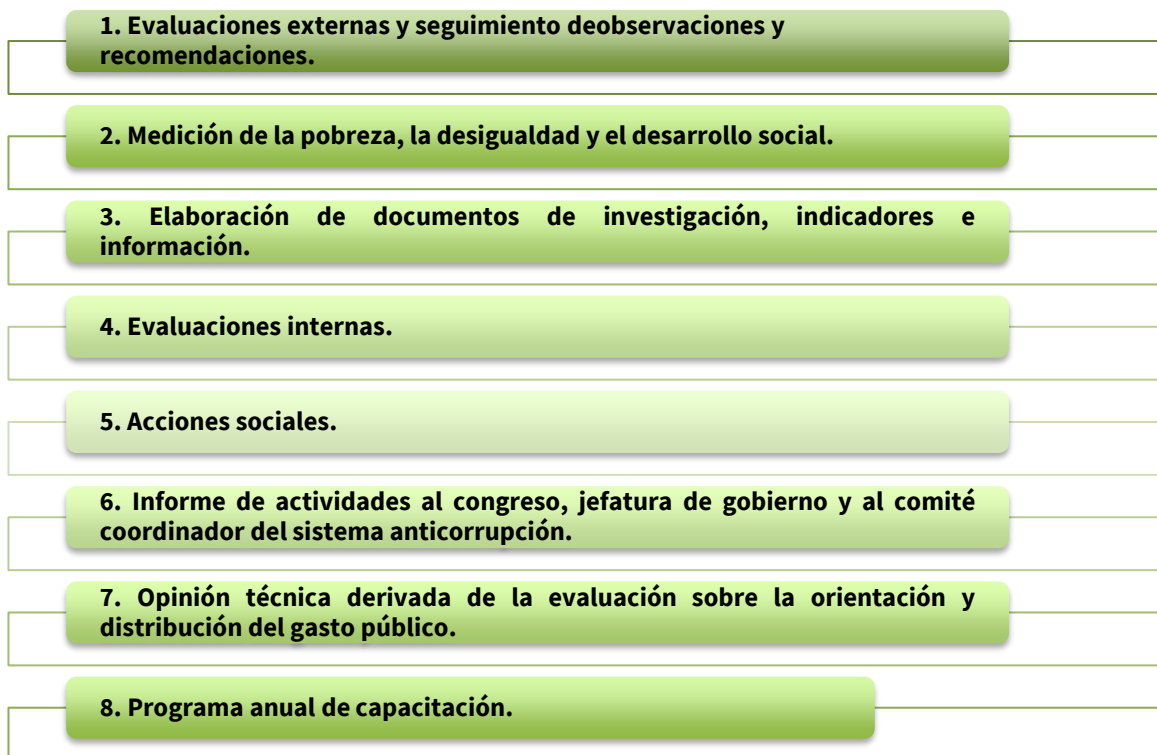 1. Evaluaciones externas y seguimiento deobservaciones y
recomendaciones.
2. Medición de la pobreza, la desigualdad y el desarrollo social.
3. Elaboración de documentos de investigación, indicadores e
información.
4. Evaluaciones internas.
5. Acciones sociales.
6. Informe de actividades al congreso, jefatura de gobierno y al comité
coordinador del sistema anticorrupción.
7. Opinión técnica derivada de la evaluación sobre la orientación y
distribución del gasto público.
8. Programa anual de capacitación.